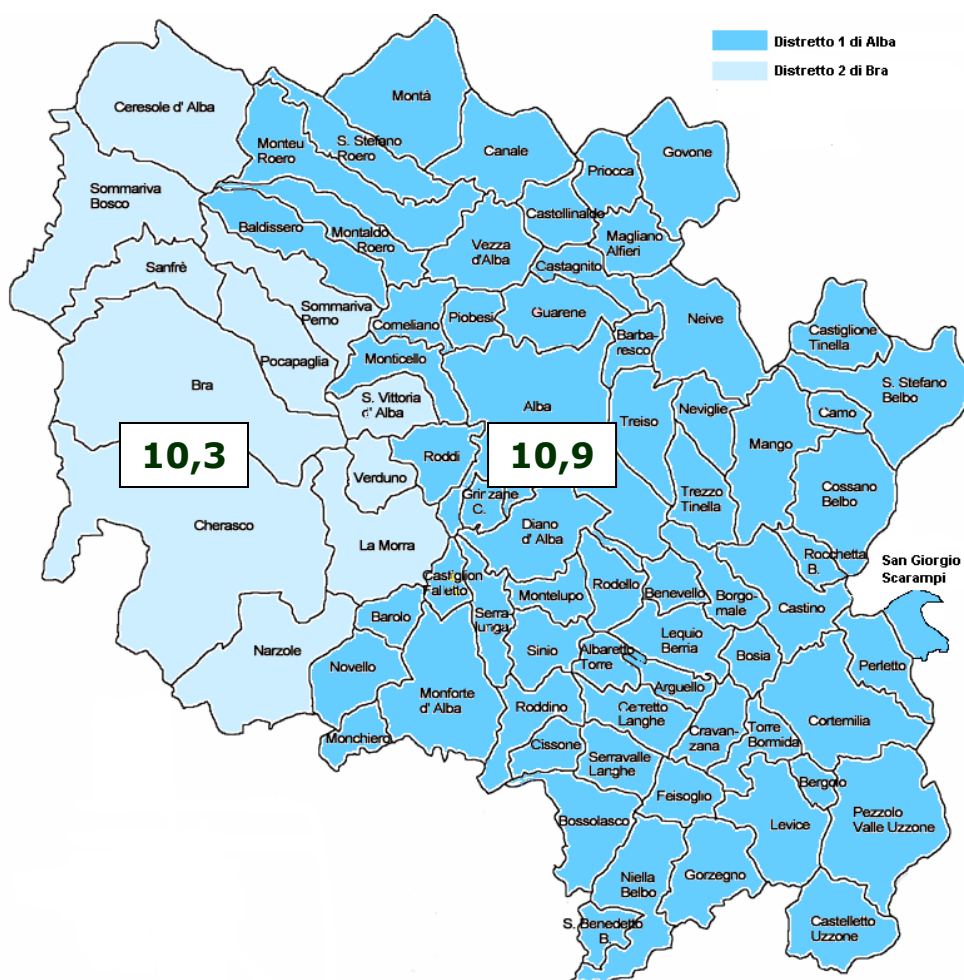 Distretto 1 di Alba
Distretto 2 di Bra
Ceresole d' Alba
Montà
Monteu
Roero
S. Stefano
Roero
Canale
Priocca
Govone
Sommariva
Bosco
Baldissero
Montaldo
Roero
Vezza
d'Alba
Castellinaldo
Magliano
Alfieri
Castagnito
Sanfrè
Sommariva
Perno
Corneliano
Piobesi
Guarene
Barba-
resco
Neive
Castiglione
Tinella
Pocapaglia
Monticello
Bra
S. Vittoria
d' Alba
Alba
Treiso
Neviglie
Mango
S. Stefano
Belbo
Camo
10,3
10,9
Roddi
Verduno
Grinzane
C.
Trezzo
Tinella
Cossano
Belbo
Cherasco
La Morra
Diano
d' Alba
Rocchetta
B.
San Giorgio
Scarampi
Castiglion
Falletto
Serra-
lunga
Montelupo
Rodello
Benevello
Borgo-
male
Castino
Barolo
Narzole
Novello
Sinio
Albaretto
Torre
Lequio
Berria
Bosia
Perletto
Monforte
d' Alba
Roddino
Arguello
Cerretto
Langhe
Cravan-
zana
Torre
Bormida
Cortemilia
Monchiero
Cissone
Serravalle
Langhe
Feisoglio
Bergolo
Levice
Pezzolo
Valle Uzzone
Bossolasco
Niella
Belbo
Gorzegno
S. Benedetto
B.
Castelletto
Uzzone